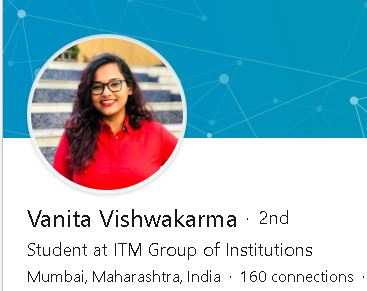 Vanita Vishwakarma · 2nd
Student at ITM Group of Institutions
Mumbai, Maharashtra, India · 160 connections ·